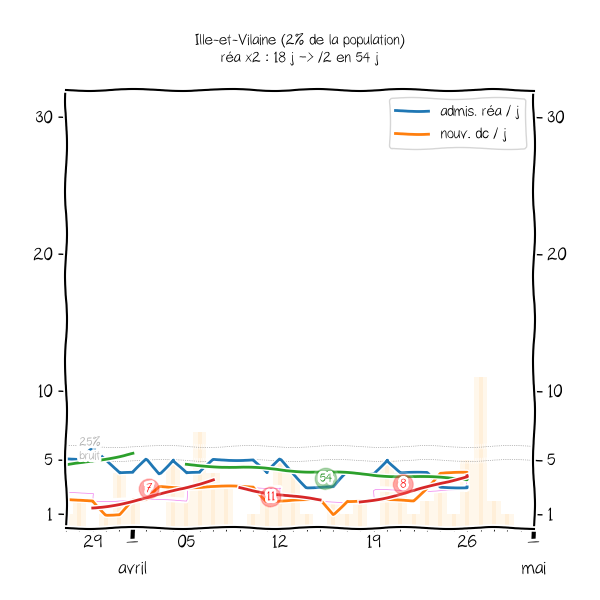 Ille-et-Vilaine (2% de la population)
réa x2 : 18 j -> /2 en 54 j
admis. réa / j
nouv. dc / j
30
30
20
20
10
10
25%
bruit
5
5
54
7
8
11
1
1
29
05
12
19
26
avril
mai